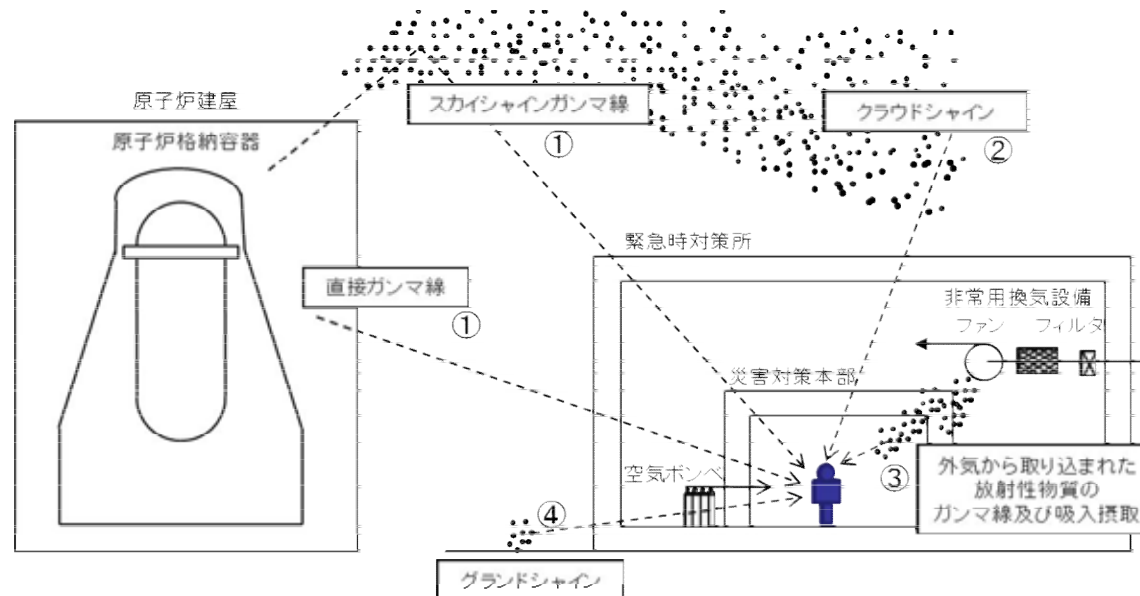 原子炉建屋
原子炉格納容器
スカイシャインガンマ線
①
クラウドシャイン
②
直接ガンマ線
①
緊急時対策所
非常用換気設備
ファン
フィルタ
災害対策本部
空気ボンベ
③
外気から取り込まれた
放射性物質の
ガンマ線及び吸入摂取
④
グランドシャイン